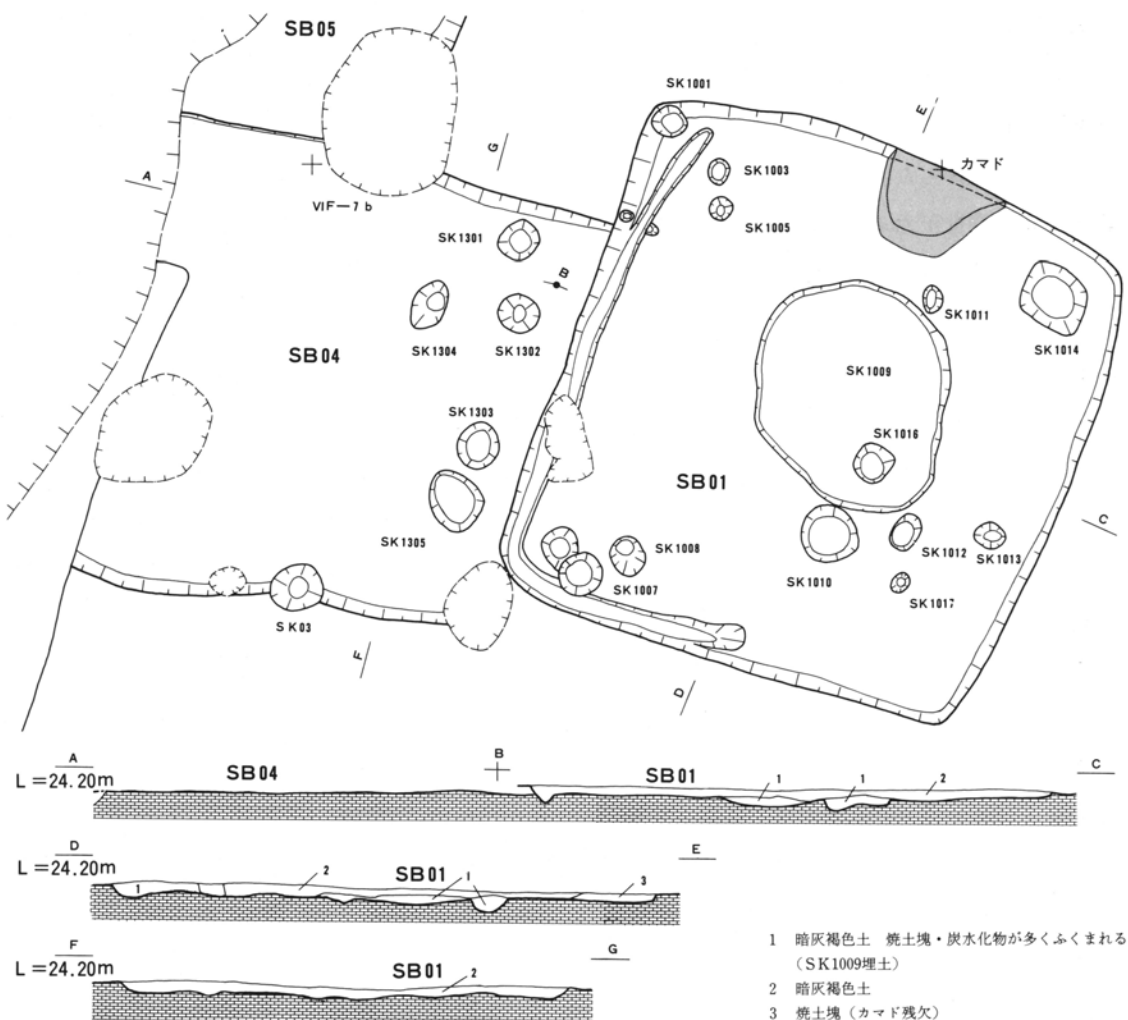 SB05
SK1001
E
G
カマド
A
SK1003
VIF—7b
SK1005
SK1301
B
SK1011
SK1304
SK1302
SK1014
SB04
SK1009
SK1303
SK1016
SB01
C
SK1305
SK1008
SK1012
SK1013
SK1010
SK1007
SK1017
SK03
F
D
A
B
C
L=24.20m
SB04
SB01
1
1
2
D
E
L=24.20m
SB01
1
2
1
3
F
G
L=24.20m
SB01
2
1 暗灰褐色土 焼土塊・炭水化物が多くふくまれる
(SK1009埋土)
2 暗灰褐色土
3 焼土塊(カマド残欠)